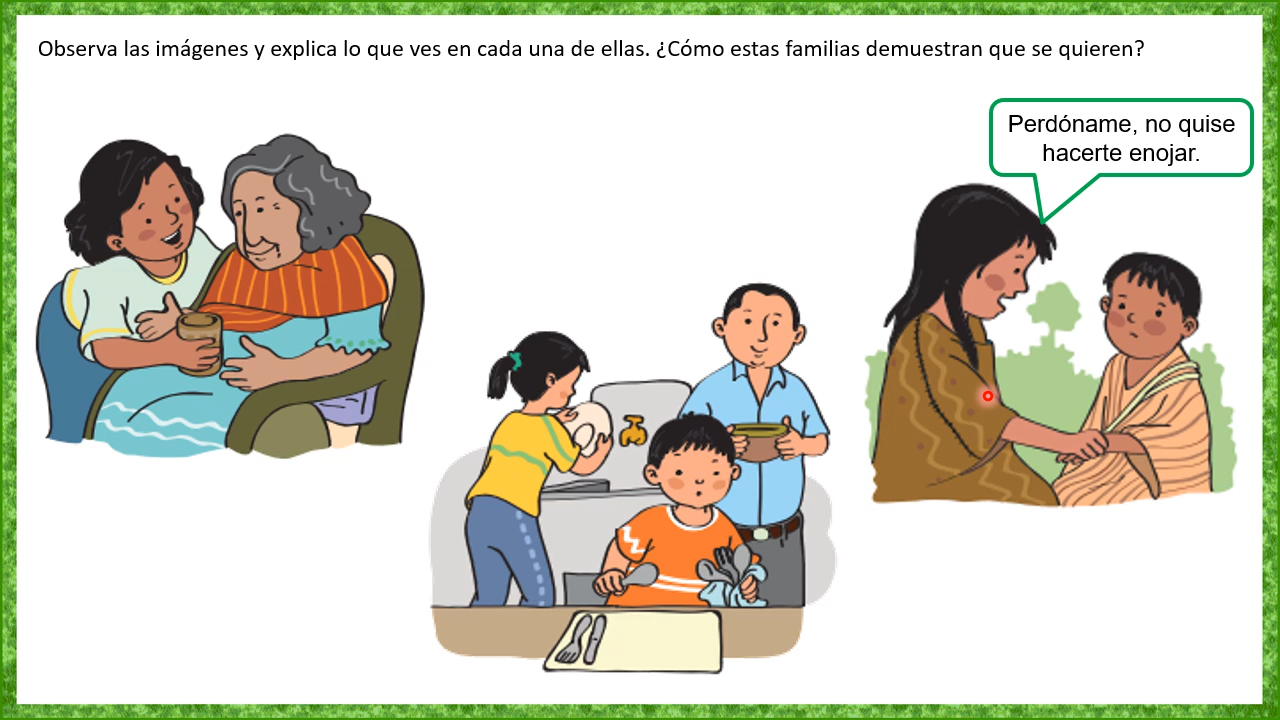 Observa las imágenes y explica lo que ves en cada una de ellas. ¿Cómo estas familias demuestran que se quieren?
Perdóname, no quise
hacerte enojar.